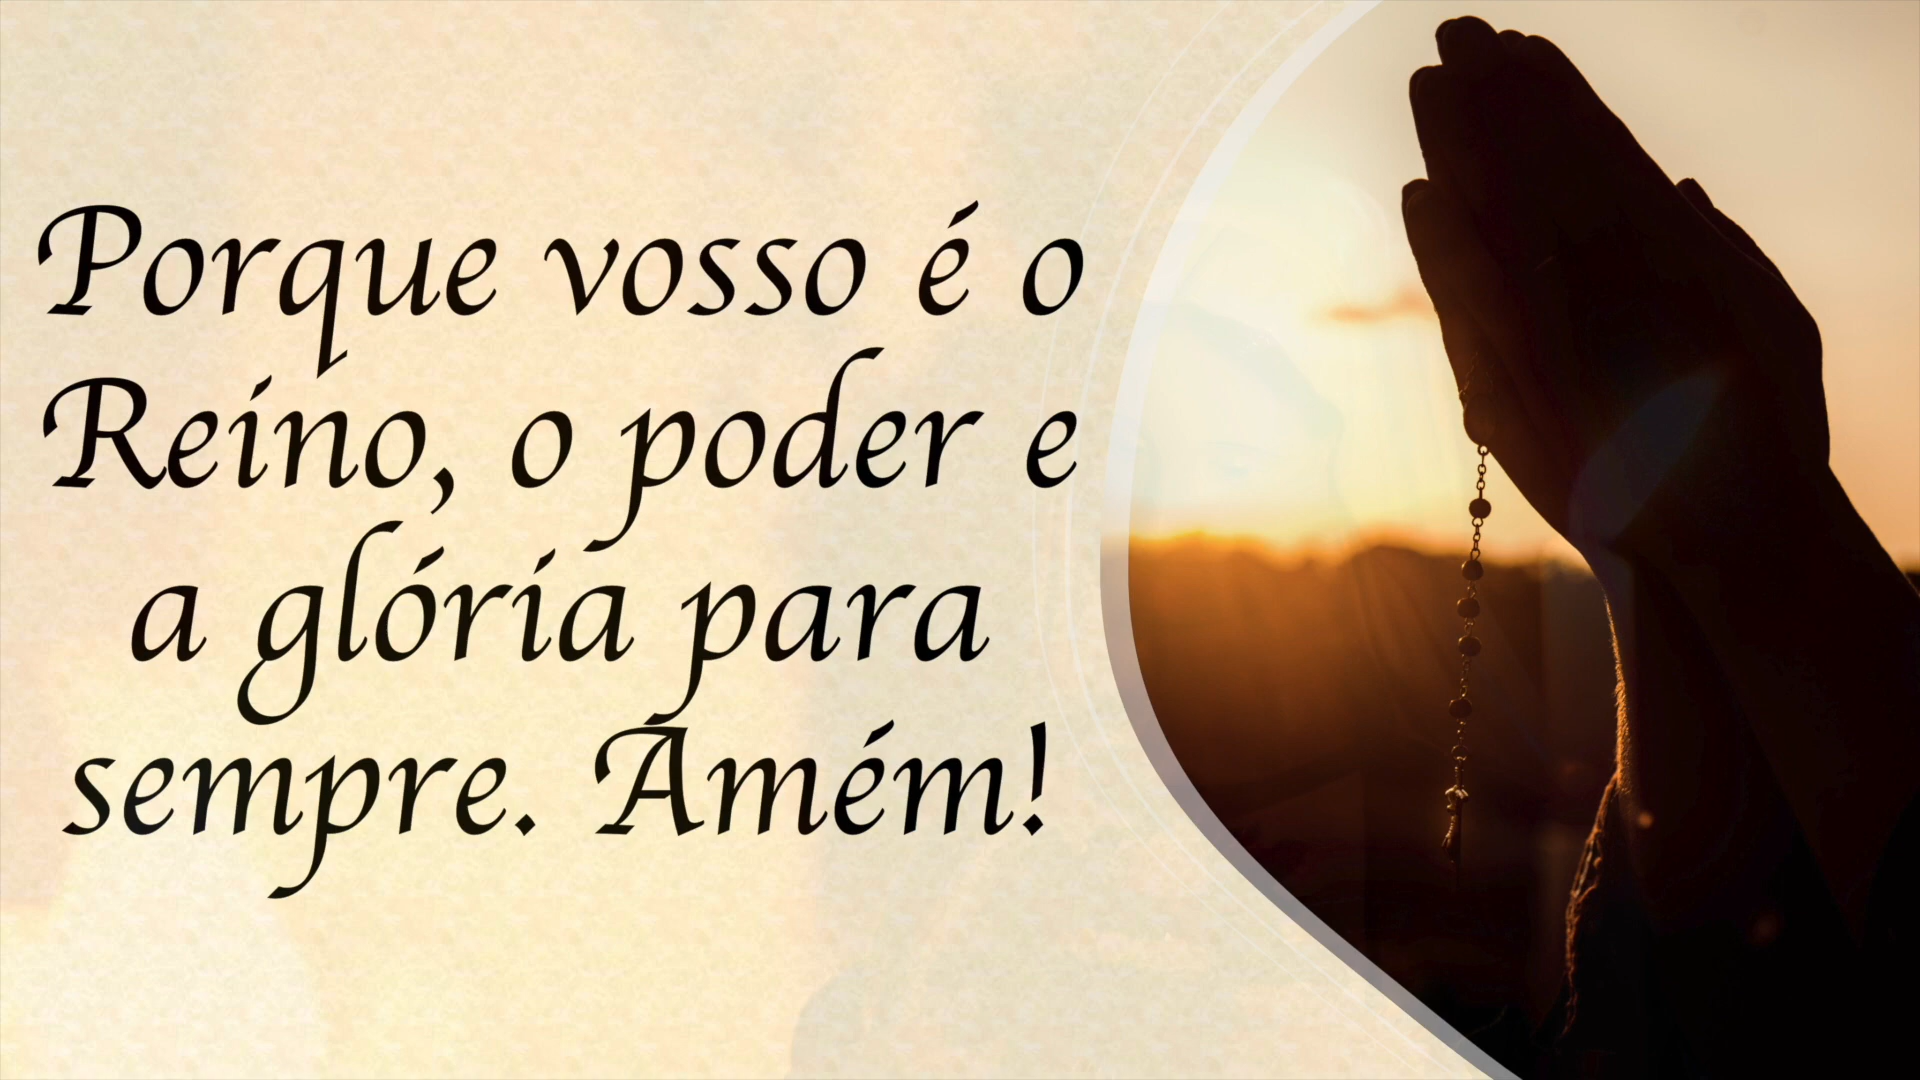 Porque vosso é o
Reino, o poder e
a glória para
sempre. Amém!